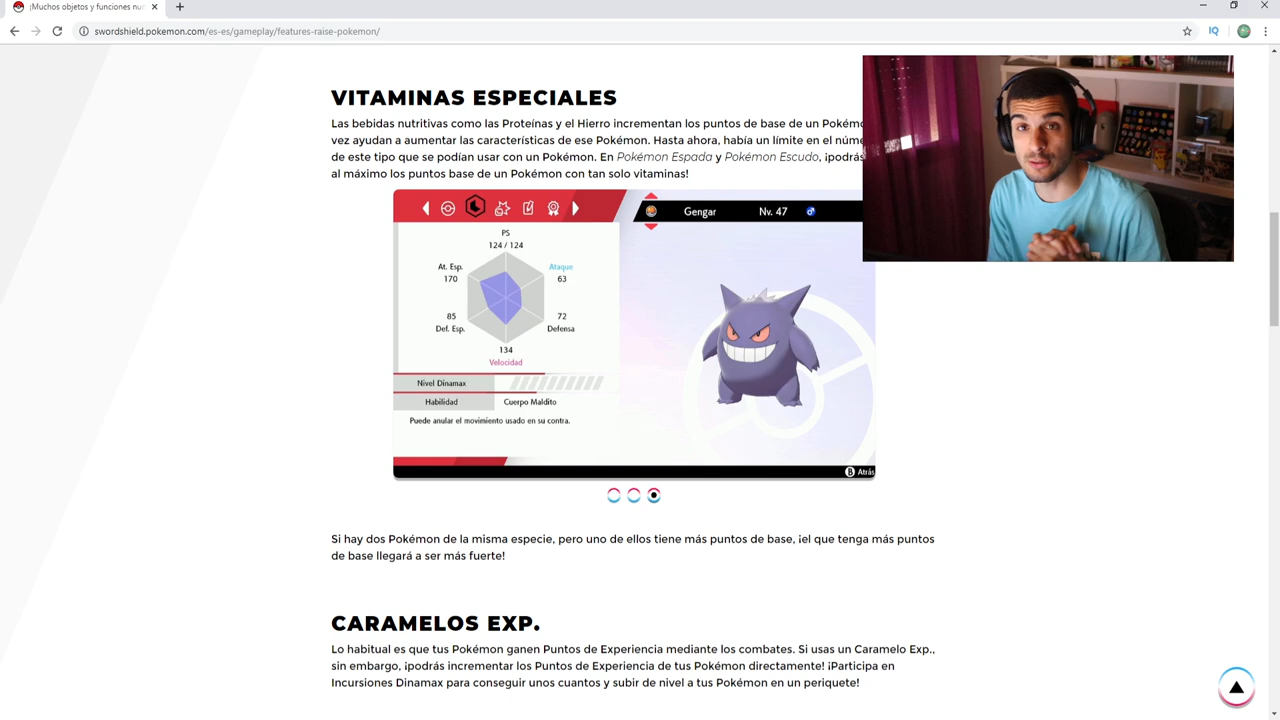 ¡Muchos objetos y funciones nu
swordshield.pokemon.com/es-es/gameplay/features-raise-pokemon/
IQ
VITAMINAS ESPECIALES
Las bebidas nutritivas como las Proteínas y el Hierro incrementan los puntos de base de un
vez ayudan a aumentar las características de ese Pokémon. Hasta ahora, había un límite en el
de este tipo que se podían usar con un Pokémon. En Pokémon Espada y Pokémon Escudo, ¡podrás
al máximo los puntos base de un Pokémon con tan solo vitaminas!
Gengar Nv. 47
PS
124 / 124
At. Esp. Ataque
170 63
85 72
Def. Esp. Defensa
134
Velocidad
Nivel Dinamax
Habilidad Cuerpo Maldito
Puede anular el movimiento usado en su contra.
B Atrás
Si hay dos Pokémon de la misma especie, pero uno de ellos tiene más puntos de base, ¡el que tenga más puntos
de base llegará a ser más fuerte!
CARAMELOS EXP.
Lo habitual es que tus Pokémon ganen Puntos de Experiencia mediante los combates. Si usas un Caramelo Exp.,
sin embargo, ¡podrás incrementar los Puntos de Experiencia de tus Pokémon directamente! ¡Participa en
Incursiones Dinamax para conseguir unos cuantos y subir de nivel a tus Pokémon en un periquete!